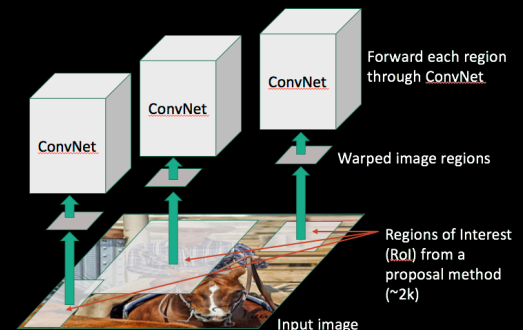 ConvNet
ConvNet
ConvNet
Forward each region
through ConvNet
Warped image regions
Regions of Interest
(RoI) from a
proposal method
(~2k)
Input image